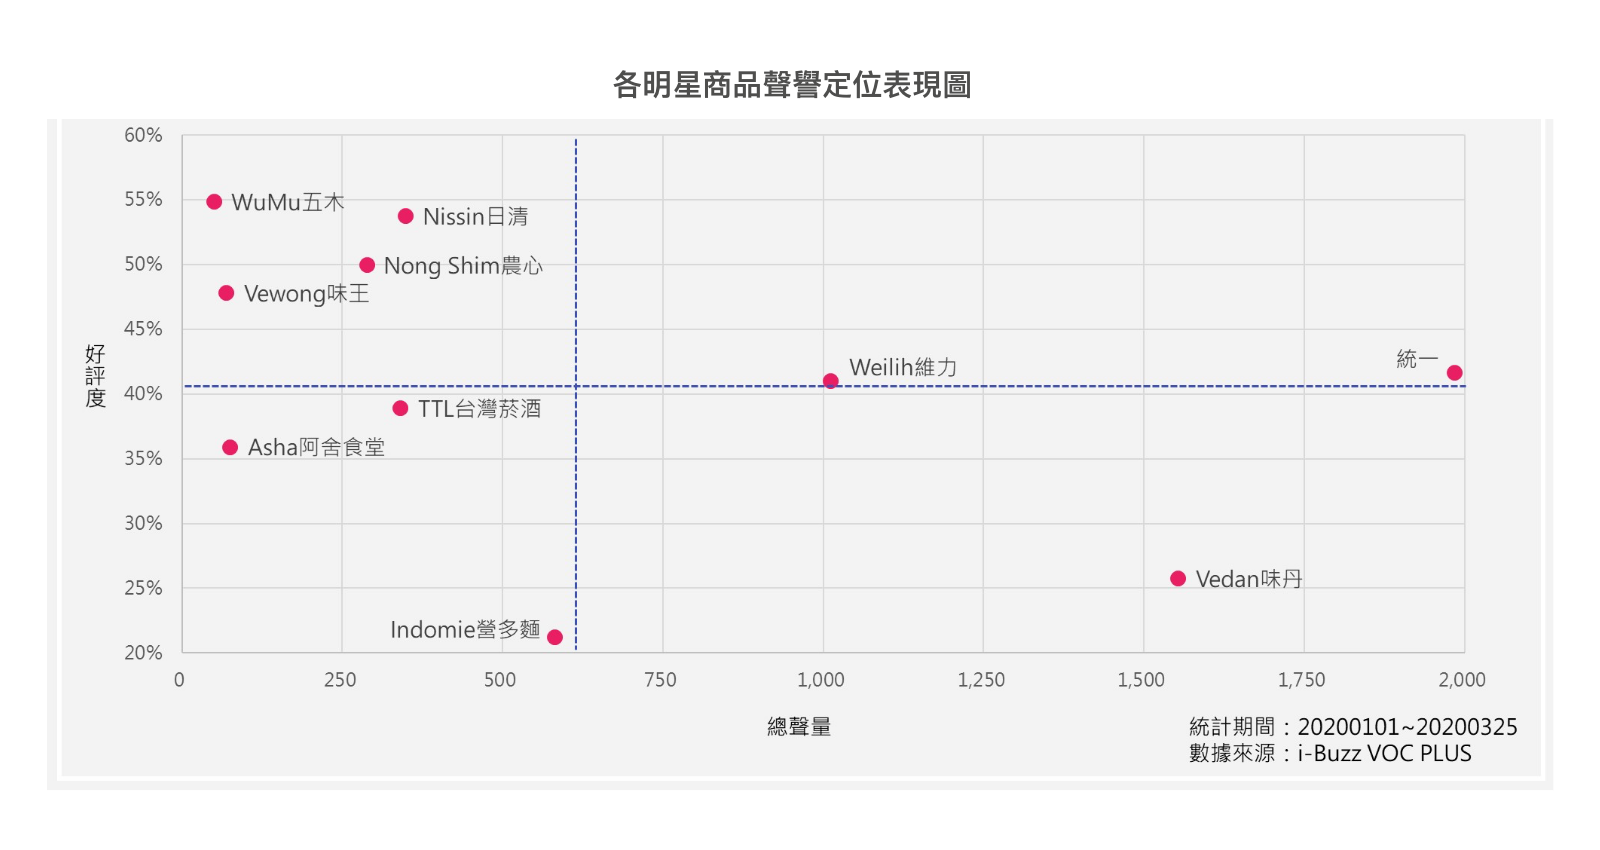 各明星商品聲譽定位表現圖
60%
55%
50%
45%
40%
35%
30%
25%
20%
好評度
WuMu五木
Nissin日清
Nong Shim農心
Vewong味王
Weilih維力
統一
TTL台灣菸酒
Asha阿舍食堂
Vedan味丹
Indomie營多麵
0 250 500 750 1,000 1,250 1,500 1,750 2,000
總聲量
統計期間：20200101~20200325
數據來源：i-Buzz VOC PLUS